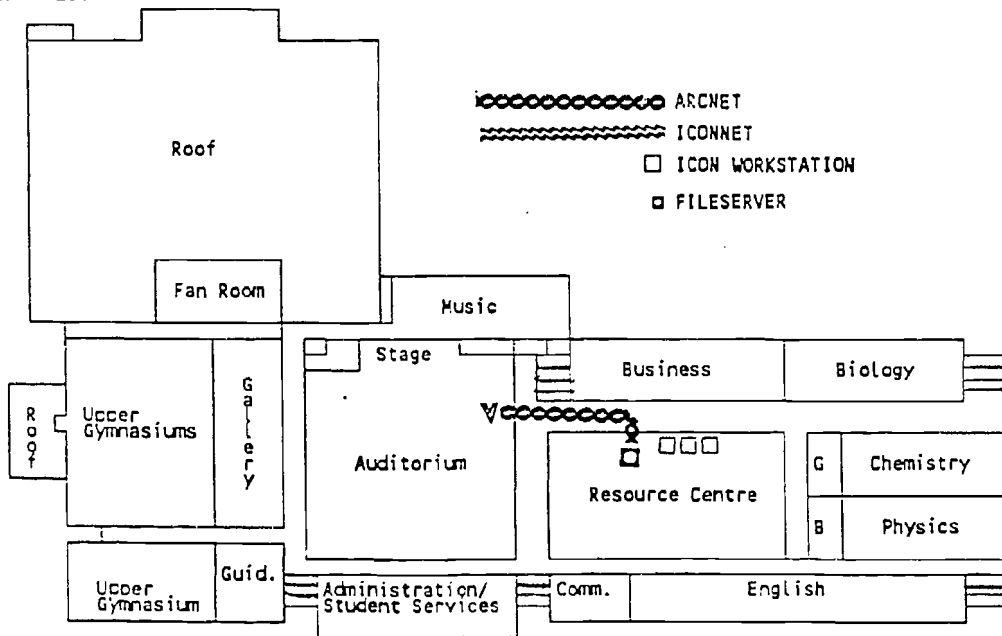 ARCNET
ICONNET
ICON WORKSTATION
FILESERVER
Roof
Fan Room
Music
Stage
Business
Biology
Roof
Upper
Gymnasiums
Gallery
Auditorium
Resource Centre
G
Chemistry
B
Physics
Upper
Gymnasium
Guid.
Administration/
Student Services
Comm.
English